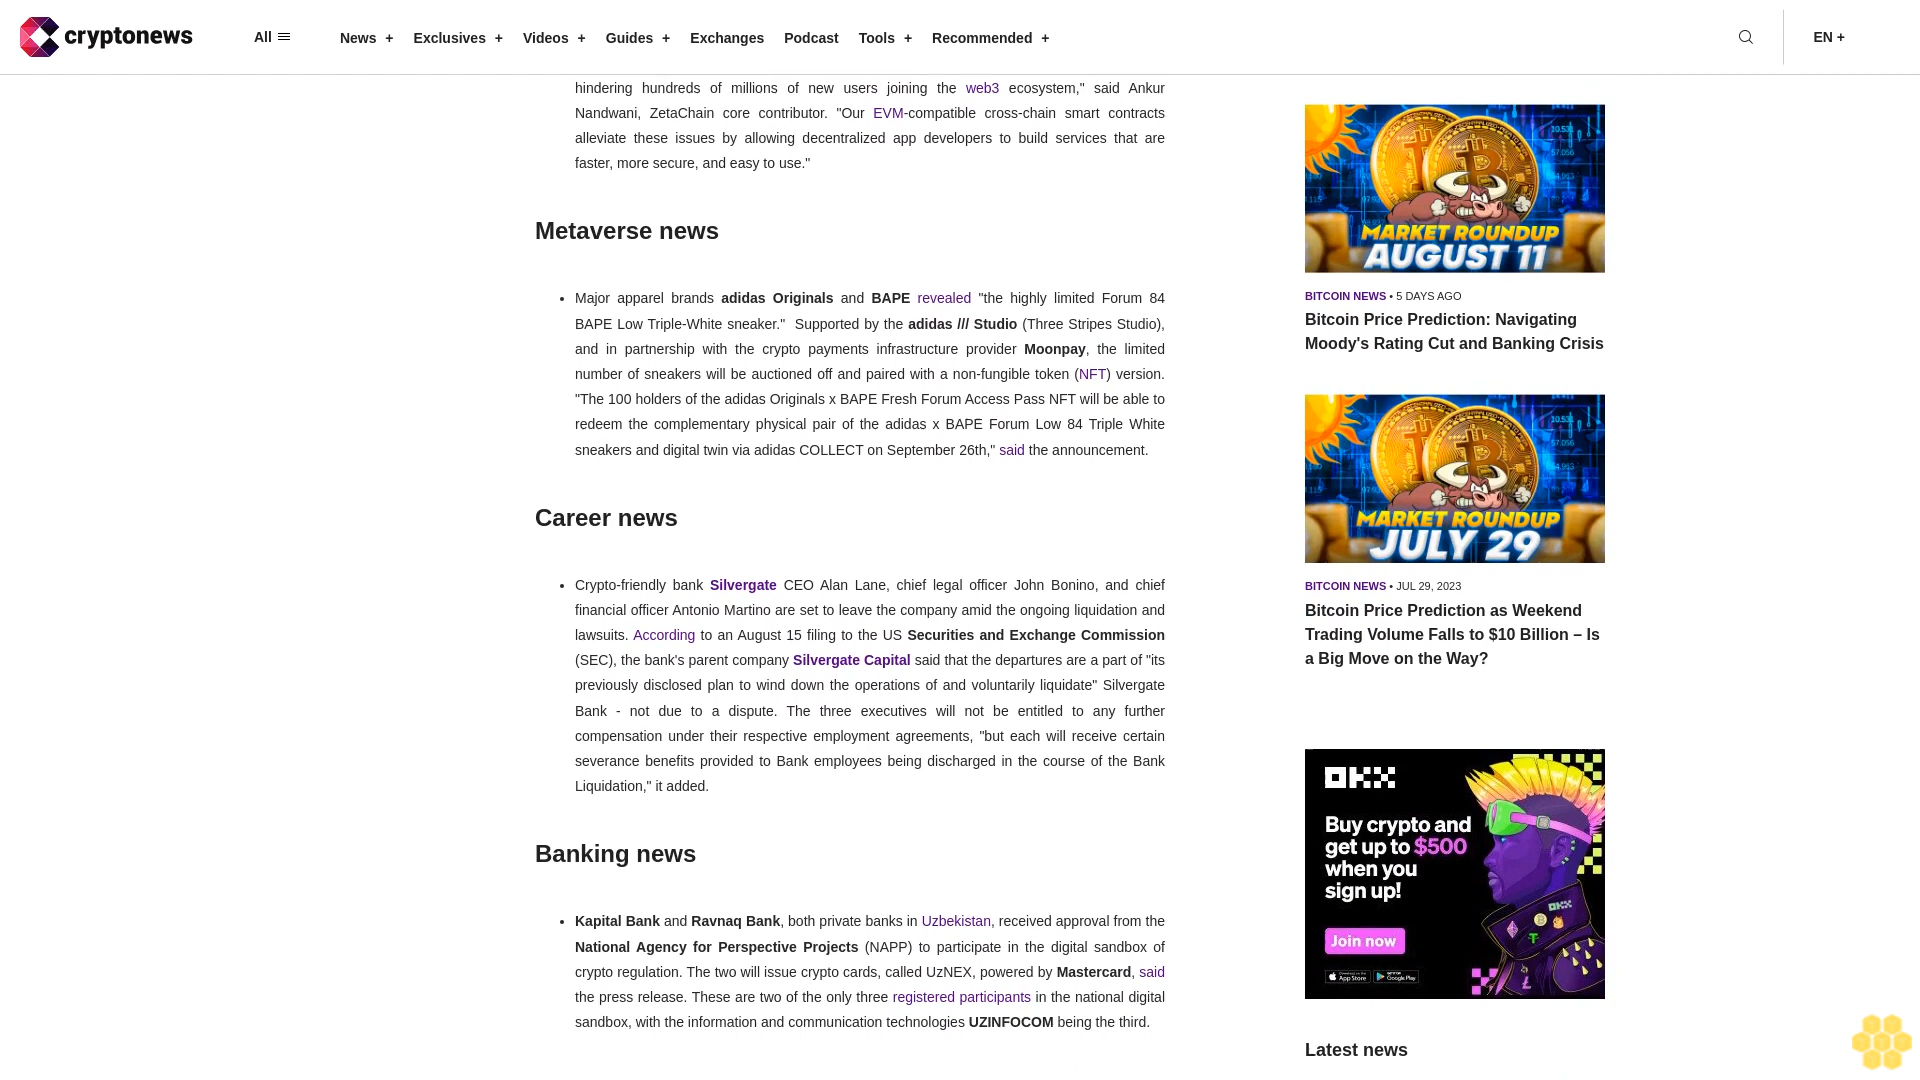 cryptonews
All
News +
Exclusives +
Videos +
Guides +
Exchanges
Podcast
Tools +
Recommended +
EN +
hindering hundreds of millions of new users joining the web3 ecosystem," said Ankur
Nandwani, ZetaChain core contributor. "Our EVM-compatible cross-chain smart contracts
alleviate these issues by allowing decentralized app developers to build services that are
faster, more secure, and easy to use."
Metaverse news
Major apparel brands adidas Originals and BAPE revealed "the highly limited Forum 84
BAPE Low Triple-White sneaker."  Supported by the adidas /// Studio (Three Stripes Studio),
and in partnership with the crypto payments infrastructure provider Moonpay, the limited
number of sneakers will be auctioned off and paired with a non-fungible token (NFT) version.
"The 100 holders of the adidas Originals x BAPE Fresh Forum Access Pass NFT will be able to
redeem the complementary physical pair of the adidas x BAPE Forum Low 84 Triple White
sneakers and digital twin via adidas COLLECT on September 26th," said the announcement.
Career news
Crypto-friendly bank Silvergate CEO Alan Lane, chief legal officer John Bonino, and chief
financial officer Antonio Martino are set to leave the company amid the ongoing liquidation and
lawsuits. According to an August 15 filing to the US Securities and Exchange Commission
(SEC), the bank's parent company Silvergate Capital said that the departures are a part of "its
previously disclosed plan to wind down the operations of and voluntarily liquidate" Silvergate
Bank - not due to a dispute. The three executives will not be entitled to any further
compensation under their respective employment agreements, "but each will receive certain
severance benefits provided to Bank employees being discharged in the course of the Bank
Liquidation," it added.
Banking news
Kapital Bank and Ravnaq Bank, both private banks in Uzbekistan, received approval from the
National Agency for Perspective Projects (NAPP) to participate in the digital sandbox of
crypto regulation. The two will issue crypto cards, called UzNEX, powered by Mastercard, said
the press release. These are two of the only three registered participants in the national digital
sandbox, with the information and communication technologies UZINFOCOM being the third.
MARKET ROUNDUP
AUGUST 11
BITCOIN NEWS • 5 DAYS AGO
Bitcoin Price Prediction: Navigating
Moody's Rating Cut and Banking Crisis
MARKET ROUNDUP
JULY 29
BITCOIN NEWS • JUL 29, 2023
Bitcoin Price Prediction as Weekend
Trading Volume Falls to $10 Billion – Is
a Big Move on the Way?
OKX
Buy crypto and
get up to $500
when you
sign up!
Join now
App Store
Google Play
Latest news